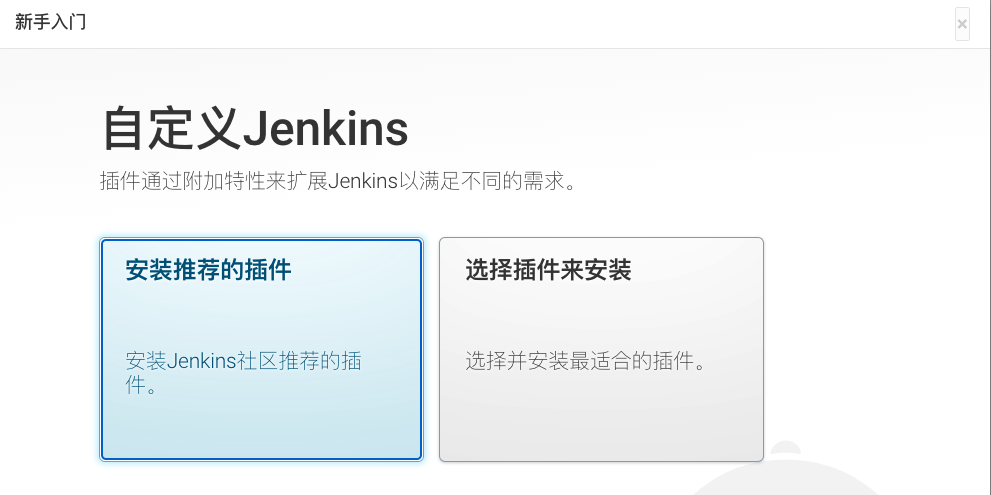 新手入门
×
自定义Jenkins
插件通过附加特性来扩展Jenkins以满足不同的需求。
安装推荐的插件
安装Jenkins社区推荐的插
件。
选择插件来安装
选择并安装最适合的插件。